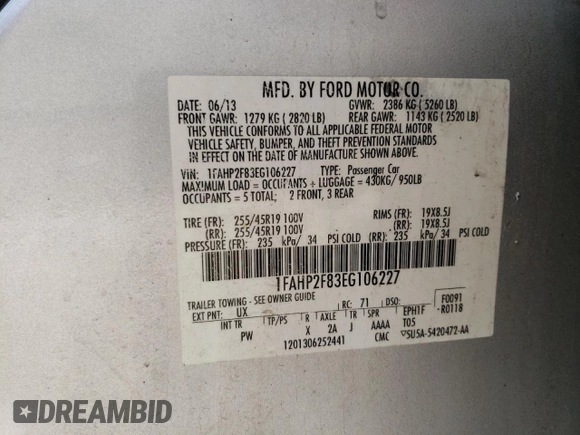 MFD. BY FORD MOTOR CO.
DATE: 06/13 GVWR: 2386 KG ( 5260 LB)
FRONT GAWR: 1279 KG ( 2820 LB) REAR GAWR: 1143 KG ( 2520 LB)
THIS VEHICLE CONFORMS TO ALL APPLICABLE FEDERAL MOTOR
VEHICLE SAFETY, BUMPER, AND THEFT PREVENTION STANDARDS
IN EFFECT ON THE DATE OF MANUFACTURE SHOWN ABOVE.
VIN: 1FAHP2F83EG106227 TYPE: Passenger Car
MAXIMUM LOAD = OCCUPANTS + LUGGAGE = 430KG/ 950LB
OCCUPANTS = 5 TOTAL; 2 FRONT, 3 REAR
TIRE (FR): 255/45R19 100V RIMS (FR): 19X8.5J
(RR): 255/45R19 100V (RR): 19X8.5J
PRESSURE (FR): 235 kPa/ 34 PSI COLD (RR): 235 kPa/ 34 PSI COLD
1FAHP2F83EG106227
TRAILER TOWING - SEE OWNER GUIDE
EXT PNT: UX RC: 71 DSO: F0091
INT TR TP/PS R AXLE TR SPR EPH1F R0118
PW X 2A J AAAA T05
1201306252441 CMC 5U5A-5420472-AA
DREAMBID